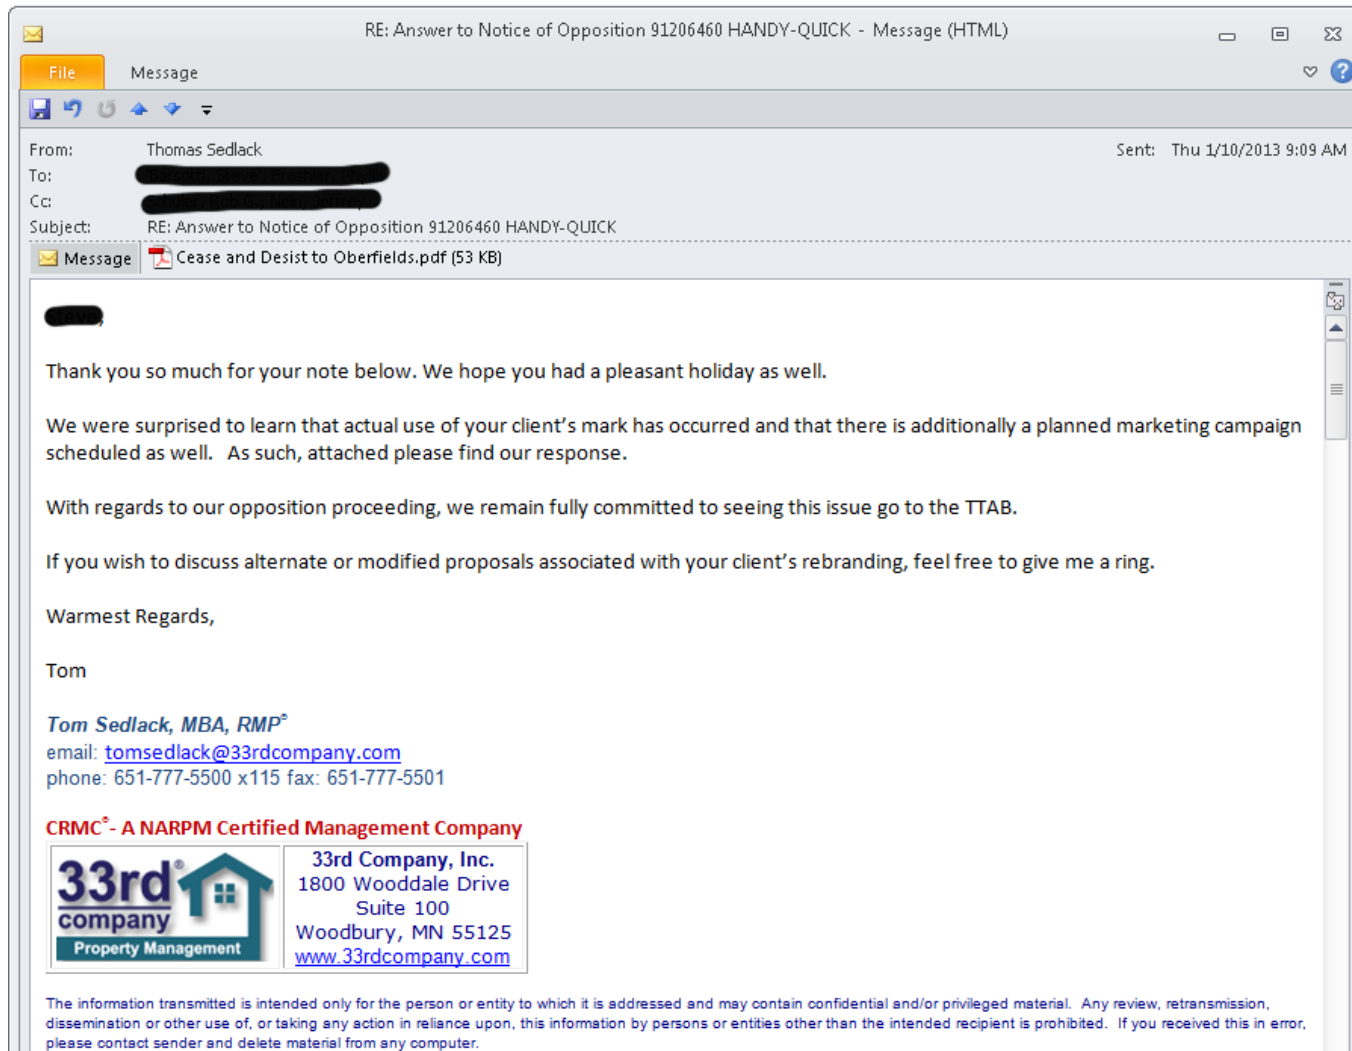 RE: Answer to Notice of Opposition 91206460 HANDY-QUICK - Message (HTML)
File Message
From: Thomas Sedlack Sent: Thu 1/10/2013 9:09 AM
To:
Cc:
Subject: RE: Answer to Notice of Opposition 91206460 HANDY-QUICK
Message Cease and Desist to Oberfields.pdf (53 KB)
Thank you so much for your note below. We hope you had a pleasant holiday as well.
We were surprised to learn that actual use of your client's mark has occurred and that there is additionally a planned marketing campaign
scheduled as well. As such, attached please find our response.
With regards to our opposition proceeding, we remain fully committed to seeing this issue go to the TTAB.
If you wish to discuss alternate or modified proposals associated with your client's rebranding, feel free to give me a ring.
Warmest Regards,
Tom
Tom Sedlack, MBA, RMP®
email: tomsedlack@33rdcompany.com
phone: 651-777-5500 x115 fax: 651-777-5501
CRMC®- A NARPM Certified Management Company
33rd®
company
Property Management
33rd Company, Inc.
1800 Wooddale Drive
Suite 100
Woodbury, MN 55125
www.33rdcompany.com
The information transmitted is intended only for the person or entity to which it is addressed and may contain confidential and/or privileged material. Any review, retransmission,
dissemination or other use of, or taking any action in reliance upon, this information by persons or entities other than the intended recipient is prohibited. If you received this in error,
please contact sender and delete material from any computer.